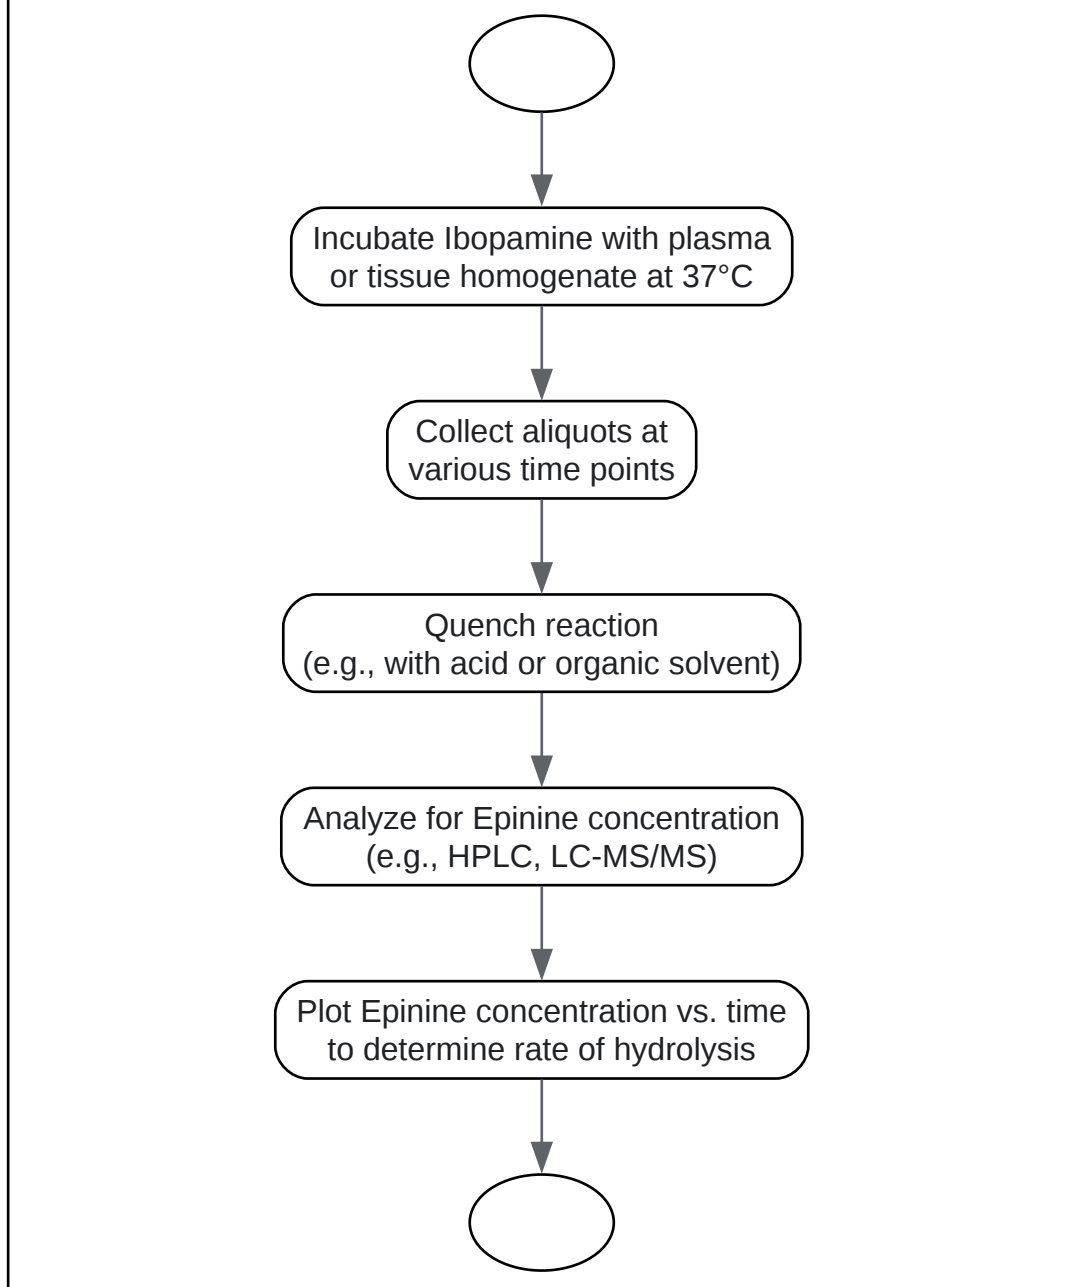 Incubate Ibopamine with plasma
or tissue homogenate at 37°C
Collect aliquots at
various time points
Quench reaction
(e.g., with acid or organic solvent)
Analyze for Epinine concentration
(e.g., HPLC, LC-MS/MS)
Plot Epinine concentration vs. time
to determine rate of hydrolysis